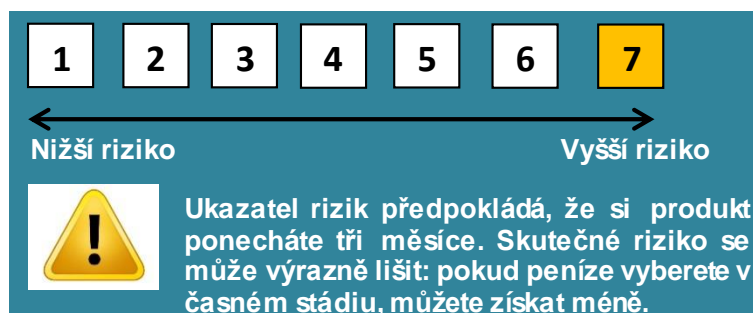 1 2 3 4 5 6 7
Nižší riziko Vyšší riziko
!
Ukazatel rizik předpokládá, že si produkt
ponecháte tři měsíce. Skutečné riziko se
může výrazně lišit: pokud peníze vyberete v
časném stádiu, můžete získat méně.